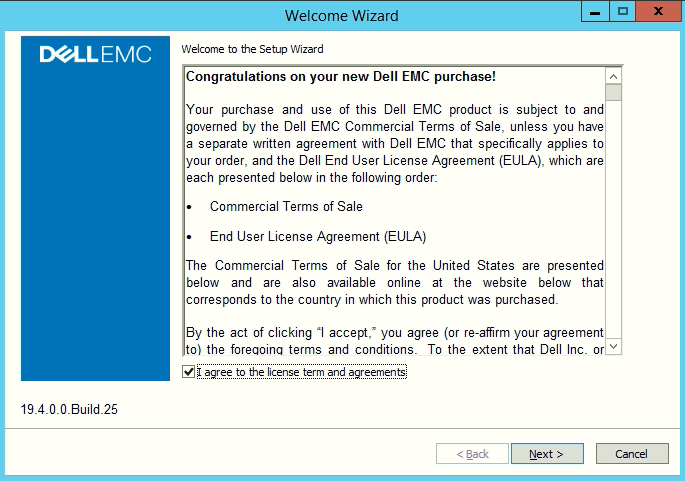 Welcome Wizard
x
DELLEMC
Welcome to the Setup Wizard
Congratulations on your new Dell EMC purchase!
Your purchase and use of this Dell EMC product is subject to and
governed by the Dell EMC Commercial Terms of Sale, unless you have
a separate written agreement with Dell EMC that specifically applies to
your order, and the Dell End User License Agreement (EULA), which are
each presented below in the following order:
• Commercial Terms of Sale
• End User License Agreement (EULA)
The Commercial Terms of Sale for the United States are presented
below and are also available online at the website below that
corresponds to the country in which this product was purchased.
By the act of clicking “I accept,” you agree (or re-affirm your agreement
to) the foregoing terms and conditions. To the extent that Dell Inc. or
I agree to the license term and agreements
19.4.0.0.Build.25
< Back
Next >
Cancel